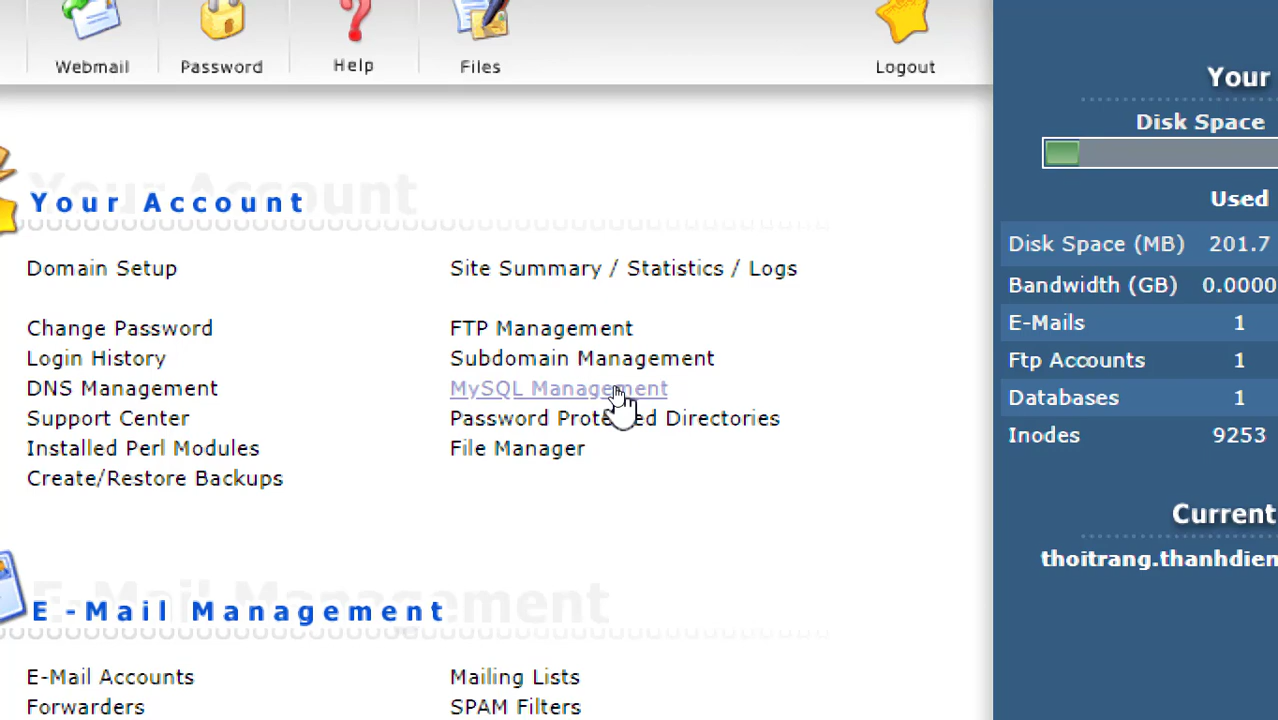 Webmail Password Help Files Logout
Your Account
Domain Setup Site Summary / Statistics / Logs
Change Password FTP Management
Login History Subdomain Management
DNS Management MySQL Management
Support Center Password Protected Directories
Installed Perl Modules File Manager
Create/Restore Backups
E-Mail Management
E-Mail Accounts Mailing Lists
Forwarders SPAM Filters
Your
Disk Space
Used
Disk Space (MB) 201.7
Bandwidth (GB) 0.0000
E-Mails 1
Ftp Accounts 1
Databases 1
Inodes 9253
Current
thoitrang.thanhdien